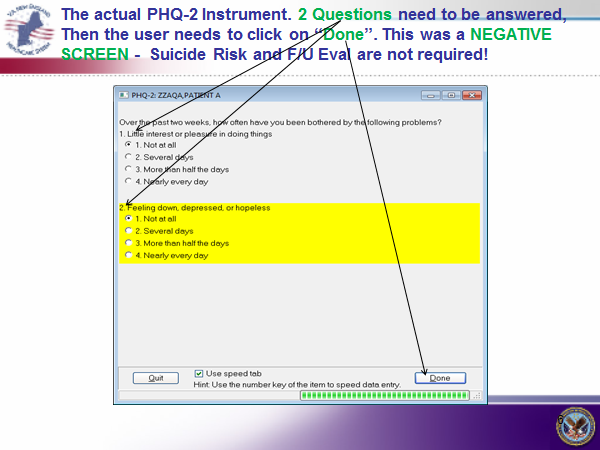 The actual PHQ-2 Instrument. 2 Questions need to be answered,
Then the user needs to click on “Done”. This was a NEGATIVE
SCREEN - Suicide Risk and F/U Eval are not required!
PHQ-2: ZZAQA,PATIENT A
Over the past two weeks, how often have you been bothered by the following problems?
1. Little interest or pleasure in doing things
1. Not at all
2. Several days
3. More than half the days
4. Nearly every day
2. Feeling down, depressed, or hopeless
1. Not at all
2. Several days
3. More than half the days
4. Nearly every day
Quit
Use speed tab
Done
Hint: Use the number key of the item to speed data entry.